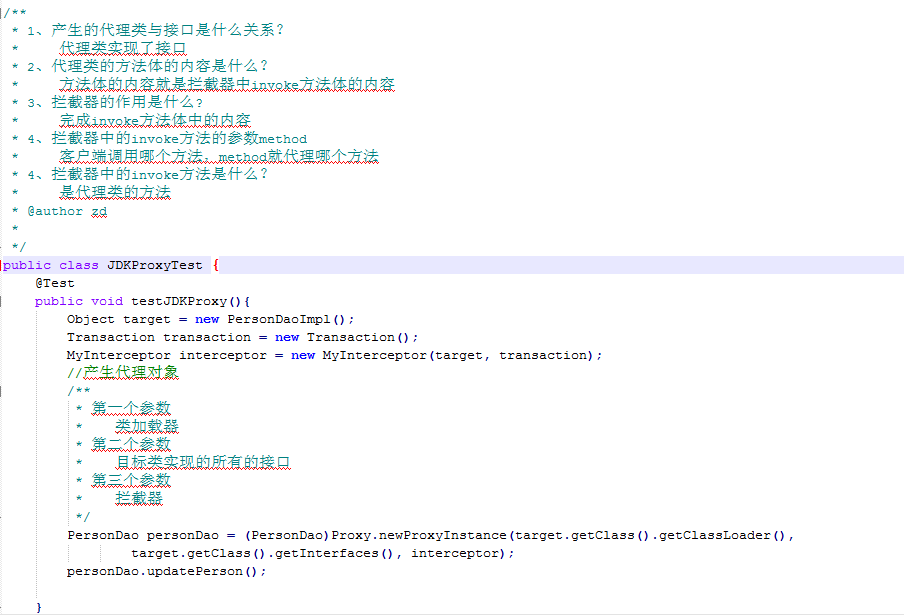 /**
 * 1、产生的代理类与接口是什么关系?
 *     代理类实现了接口
 * 2、代理类的方法体的内容是什么?
 *     方法体的内容就是拦截器中invoke方法体的内容
 * 3、拦截器的作用是什么?
 *     完成invoke方法体中的内容
 * 4、拦截器中的invoke方法的参数method
 *     客户端调用哪个方法，method就代理哪个方法
 * 4、拦截器中的invoke方法是什么?
 *     是代理类的方法
 * @author zd
 *
 */
public class JDKProxyTest {
    @Test
    public void testJDKProxy(){
        Object target = new PersonDaoImpl();
        Transaction transaction = new Transaction();
        MyInterceptor interceptor = new MyInterceptor(target, transaction);
        //产生代理对象
        /**
         * 第一个参数
         *    类加载器
         * 第二个参数
         *    目标类实现的所有的接口
         * 第三个参数
         *    拦截器
         */
        PersonDao personDao = (PersonDao)Proxy.newProxyInstance(target.getClass().getClassLoader(),
                target.getClass().getInterfaces(), interceptor);
        personDao.updatePerson();
    }